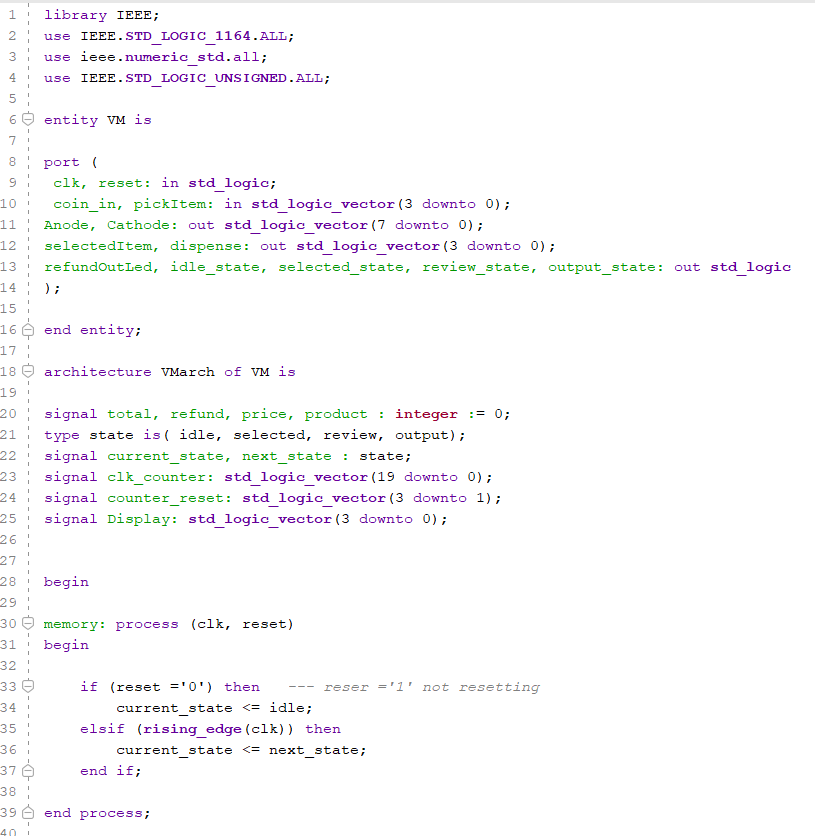 1 library IEEE;
2 use IEEE.STD_LOGIC_1164.ALL;
3 use ieee.numeric_std.all;
4 use IEEE.STD_LOGIC_UNSIGNED.ALL;
5
6 entity VM is
7
8 port (
9 clk, reset: in std_logic;
10 coin_in, pickItem: in std_logic_vector(3 downto 0);
11 Anode, Cathode: out std_logic_vector(7 downto 0);
12 selectedItem, dispense: out std_logic_vector(3 downto 0);
13 refundOutLed, idle_state, selected_state, review_state, output_state: out std_logic
14 );
15
16 end entity;
17
18 architecture VMarch of VM is
19
20 signal total, refund, price, product : integer := 0;
21 type state is( idle, selected, review, output);
22 signal current_state, next_state : state;
23 signal clk_counter: std_logic_vector(19 downto 0);
24 signal counter_reset: std_logic_vector(3 downto 1);
25 signal Display: std_logic_vector(3 downto 0);
26
27
28 begin
29
30 memory: process (clk, reset)
31 begin
32
33 if (reset ='0') then --- reser ='1' not resetting
34 current_state <= idle;
35 elsif (rising_edge(clk)) then
36 current_state <= next_state;
37 end if;
38
39 end process;
40